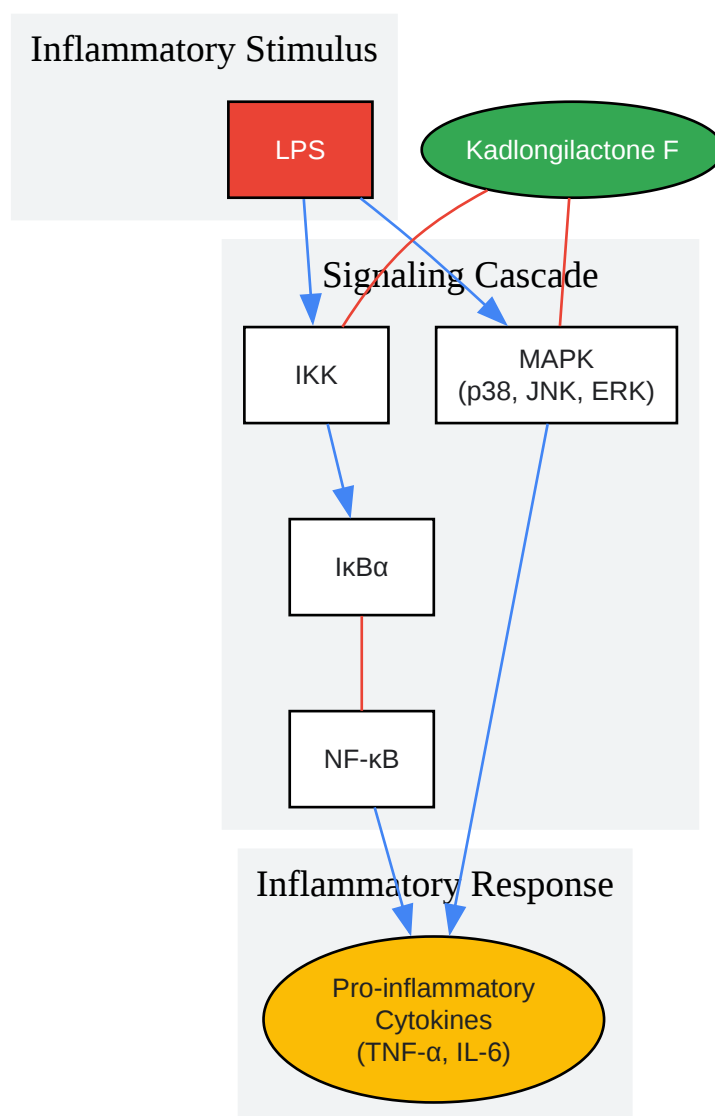 Inflammatory Stimulus
LPS
Kadlongilactone F
Signaling Cascade
IKK
MAPK
(p38, JNK, ERK)
IκBα
NF-κB
Inflammatory Response
Pro-inflammatory
Cytokines
(TNF-α, IL-6)